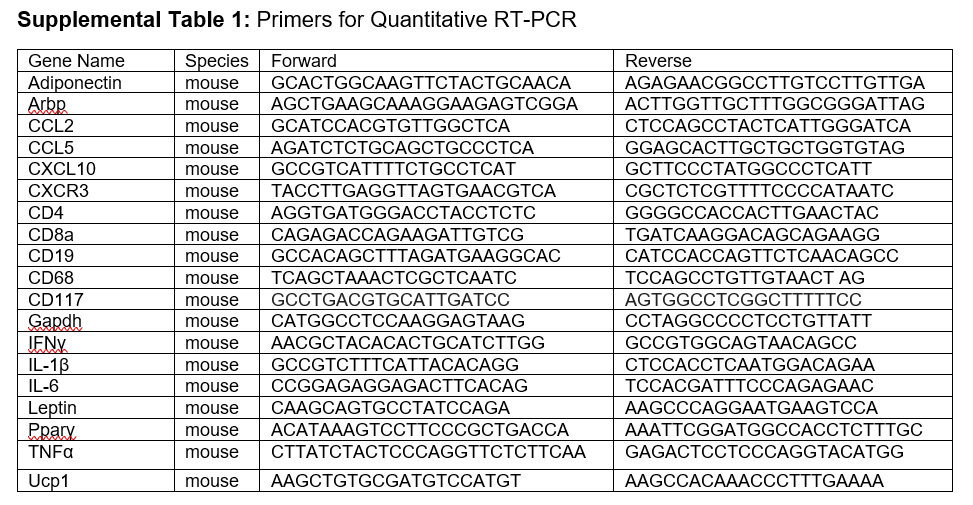 Supplemental Table 1: Primers for Quantitative RT-PCR
Gene Name Species Forward Reverse
Adiponectin mouse GCACTGGCAAGTTCTACTGCAACA AGAGAACGGCCTTGTCCTTGTTGA
Arbp mouse AGCTGAAGCAAAGGAAGAGTCGGA ACTTGGTTGCTTTGGCGGGATTAG
CCL2 mouse GCATCCACGTGTTGGCTCA CTCCAGCCTACTCATTGGGATCA
CCL5 mouse AGATCTCTGCAGCTGCCCTCA GGAGCACTTGCTGCTGGTGTAG
CXCL10 mouse GCCGTCATTTTCTGCCTCAT GCTTCCCTATGGCCCTCATT
CXCR3 mouse TACCTTGAGGTTAGTGAACGTCA CGCTCTCGTTTTCCCCATAATC
CD4 mouse AGGTGATGGGACCTACCTCTC GGGGCCACCACTTGAACTAC
CD8a mouse CAGAGACCAGAAGATTGTCG TGATCAAGGACAGCAGAAGG
CD19 mouse GCCACAGCTTTAGATGAAGGCAC CATCCACCAGTTCTCAACAGCC
CD68 mouse TCAGCTAAACTCGCTCAATC TCCAGCCTGTTGTAACT AG
CD117 mouse GCCTGACGTGCATTGATCC AGTGGCCTCGGCTTTTTCC
Gapdh mouse CATGGCCTCCAAGGAGTAAG CCTAGGCCCCTCCTGTTATT
IFNγ mouse AACGCTACACACTGCATCTTGG GCCGTGGCAGTAACAGCC
IL-1β mouse GCCGTCTTTCATTACACAGG CTCCACCTCAATGGACAGAA
IL-6 mouse CCGGAGAGGAGACTTCACAG TCCACGATTTCCCAGAGAAC
Leptin mouse CAAGCAGTGCCTATCCAGA AAGCCCAGGAATGAAGTCCA
Pparγ mouse ACATAAAGTCCTTCCCGCTGACCA AAATTCGGATGGCCACCTCTTTGC
TNFα mouse CTTATCTACTCCCAGGTTCTCTTCAA GAGACTCCTCCCAGGTACATGG
Ucp1 mouse AAGCTGTGCGATGTCCATGT AAGCCACAAACCCTTTGAAAA